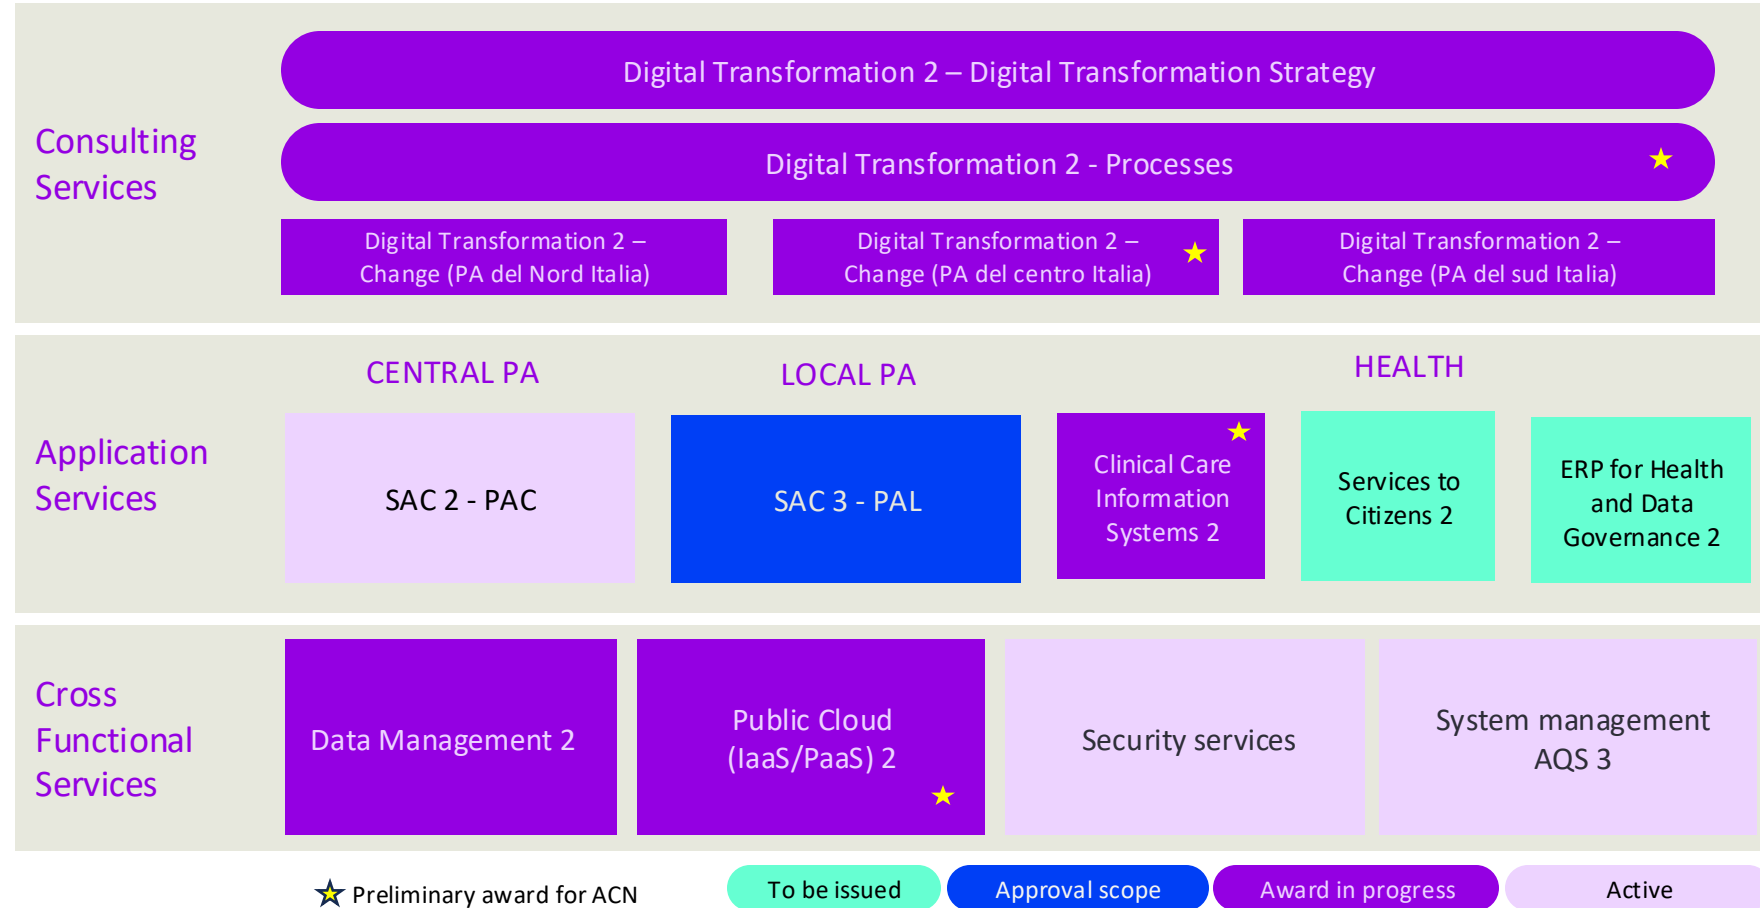 Digital Transformation 2 – Digital Transformation Strategy
Consulting
Services
Digital Transformation 2 - Processes
Digital Transformation 2 –
Change (PA del Nord Italia)
Digital Transformation 2 –
Change (PA del centro Italia)
Digital Transformation 2 –
Change (PA del sud Italia)
CENTRAL PA
LOCAL PA
HEALTH
Application
Services
SAC 2 - PAC
SAC 3 - PAL
Clinical Care
Information
Systems 2
Services to
Citizens 2
ERP for Health
and Data
Governance 2
Cross
Functional
Services
Data Management 2
Public Cloud
(IaaS/PaaS) 2
Security services
System management
AQS 3
Preliminary award for ACN
To be issued
Approval scope
Award in progress
Active